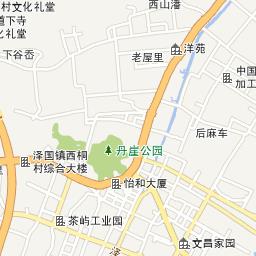 村文化礼堂
道下寺
化礼堂
下谷岙
西山潘
洋苑
老屋里
中国
加工
后麻车
泽国镇西桐
村综合大楼
丹崖公园
怡和大厦
茶屿工业园
文昌家园